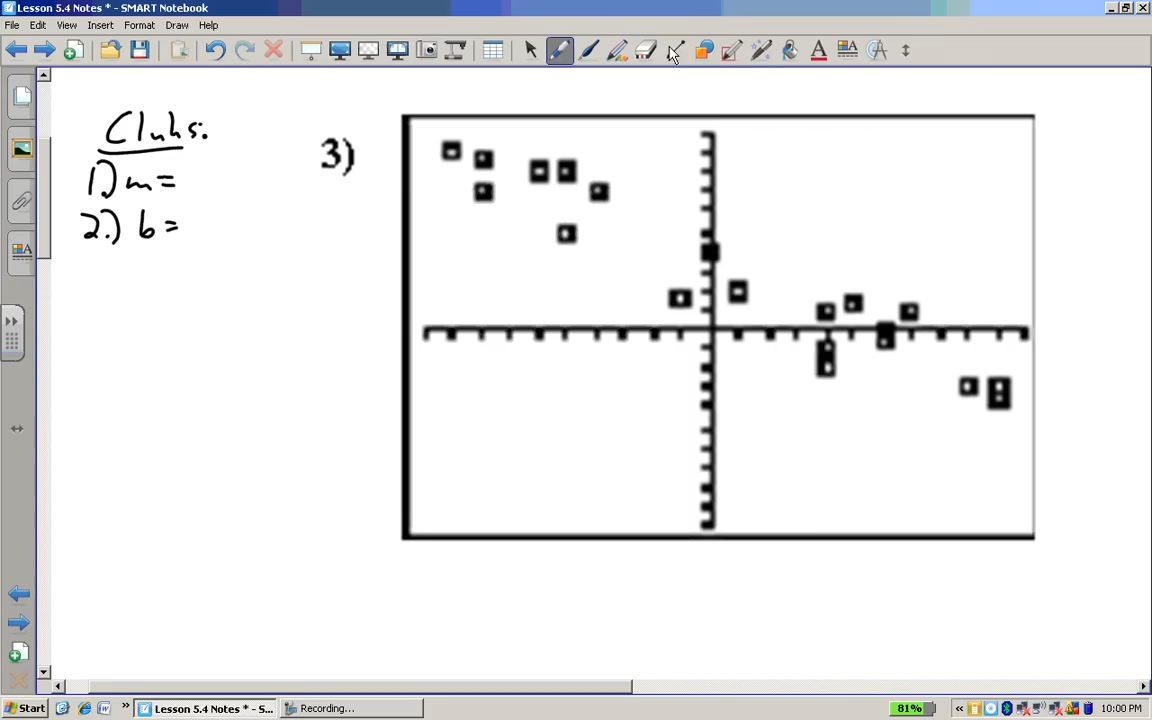 Lesson 5.4 Notes * - SMART Notebook
File Edit View Insert Format Draw Help
Clubs:
1.) m =
2.) b =
3)
Start
Lesson 5.4 Notes * - S...
Recording...
81%
10:00 PM